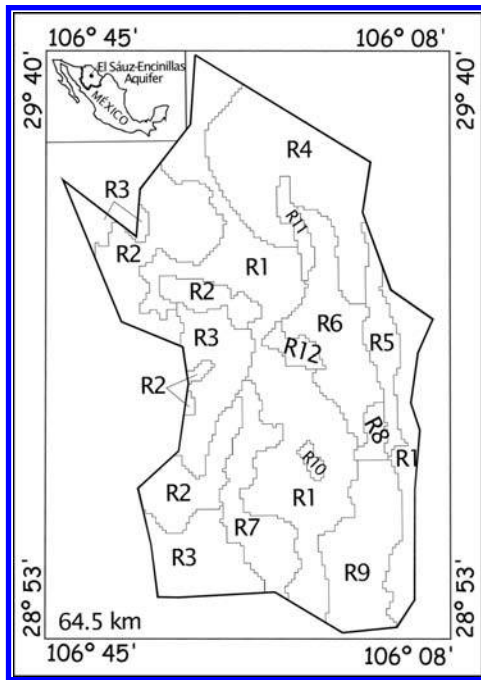 106° 45'
106° 08'
29° 40'
29° 40'
El Sáuz-Encinillas
Aquifer
MÉXICO
R4
R3
R11
R2
R1
R2
R6
R3
R12
R5
R2
R8
R10
R1
R2
R1
R7
R3
R9
28° 53'
28° 53'
64.5 km
106° 45'
106° 08'